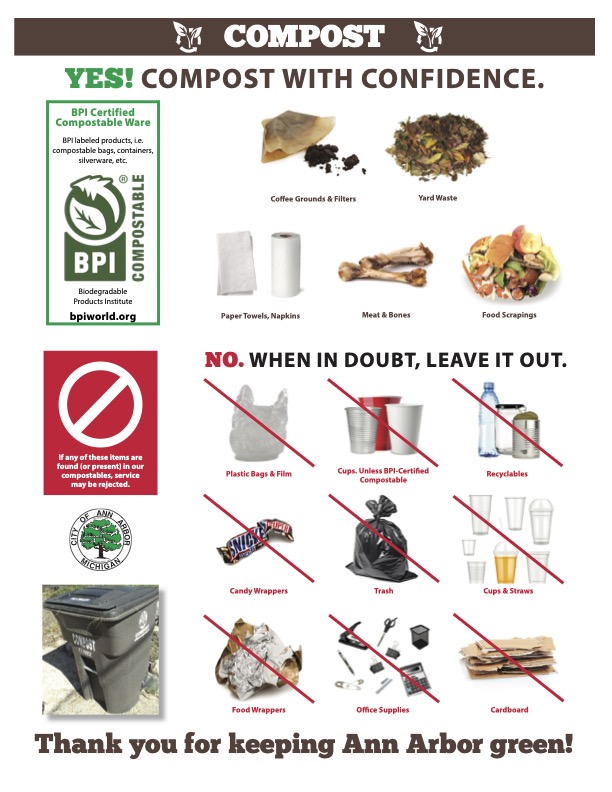 COMPOST
YES! COMPOST WITH CONFIDENCE.
BPI Certified
Compostable Ware
BPI labeled products, i.e.
compostable bags, containers,
silverware, etc.
®
BPI
COMPOSTABLE
Biodegradable
Products Institute
bpiworld.org
Coffee Grounds & Filters
Yard Waste
Paper Towels, Napkins
Meat & Bones
Food Scrapings
NO. WHEN IN DOUBT, LEAVE IT OUT.
If any of these items are
found (or present) in our
compostables, service
may be rejected.
Plastic Bags & Film
Cups. Unless BPI-Certified
Compostable
Recyclables
CITY OF ANN ARBOR
MICHIGAN
Candy Wrappers
Trash
Cups & Straws
COMPOST
Food Wrappers
Office Supplies
Cardboard
Thank you for keeping Ann Arbor green!